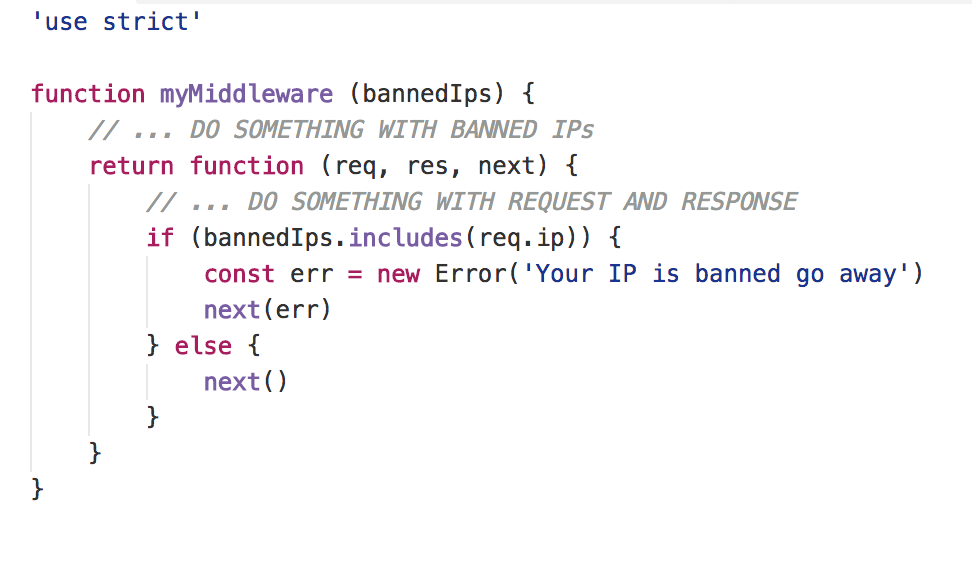 'use strict'
function myMiddleware (bannedIps) {
// ... DO SOMETHING WITH BANNED IPs
return function (req, res, next) {
// ... DO SOMETHING WITH REQUEST AND RESPONSE
if (bannedIps.includes(req.ip)) {
const err = new Error('Your IP is banned go away')
next(err)
} else {
next()
}
}
}